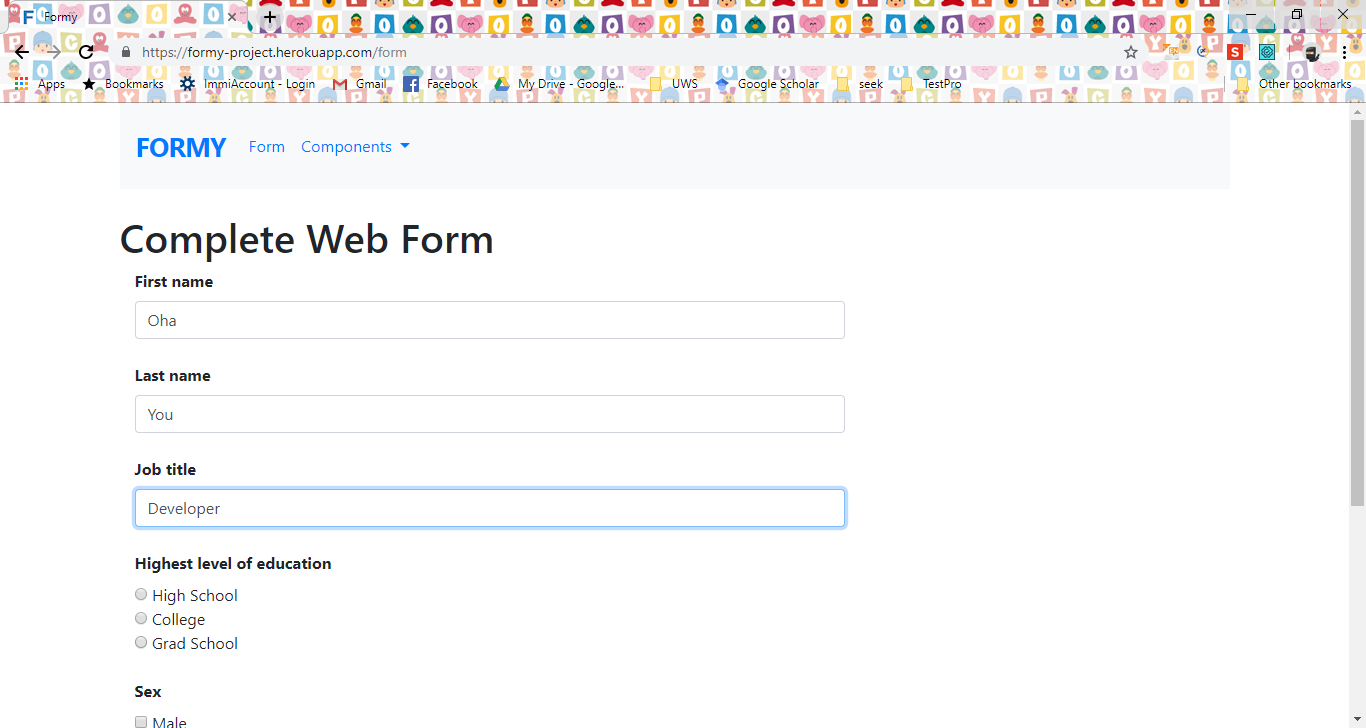 Formy
https://formy-project.herokuapp.com/form
Apps Bookmarks ImmiAccount - Login Gmail Facebook My Drive - Google... UWS Google Scholar seek TestPro Other bookmarks
FORMY Form Components
Complete Web Form
First name
Oha
Last name
You
Job title
Developer
Highest level of education
High School
College
Grad School
Sex
Male